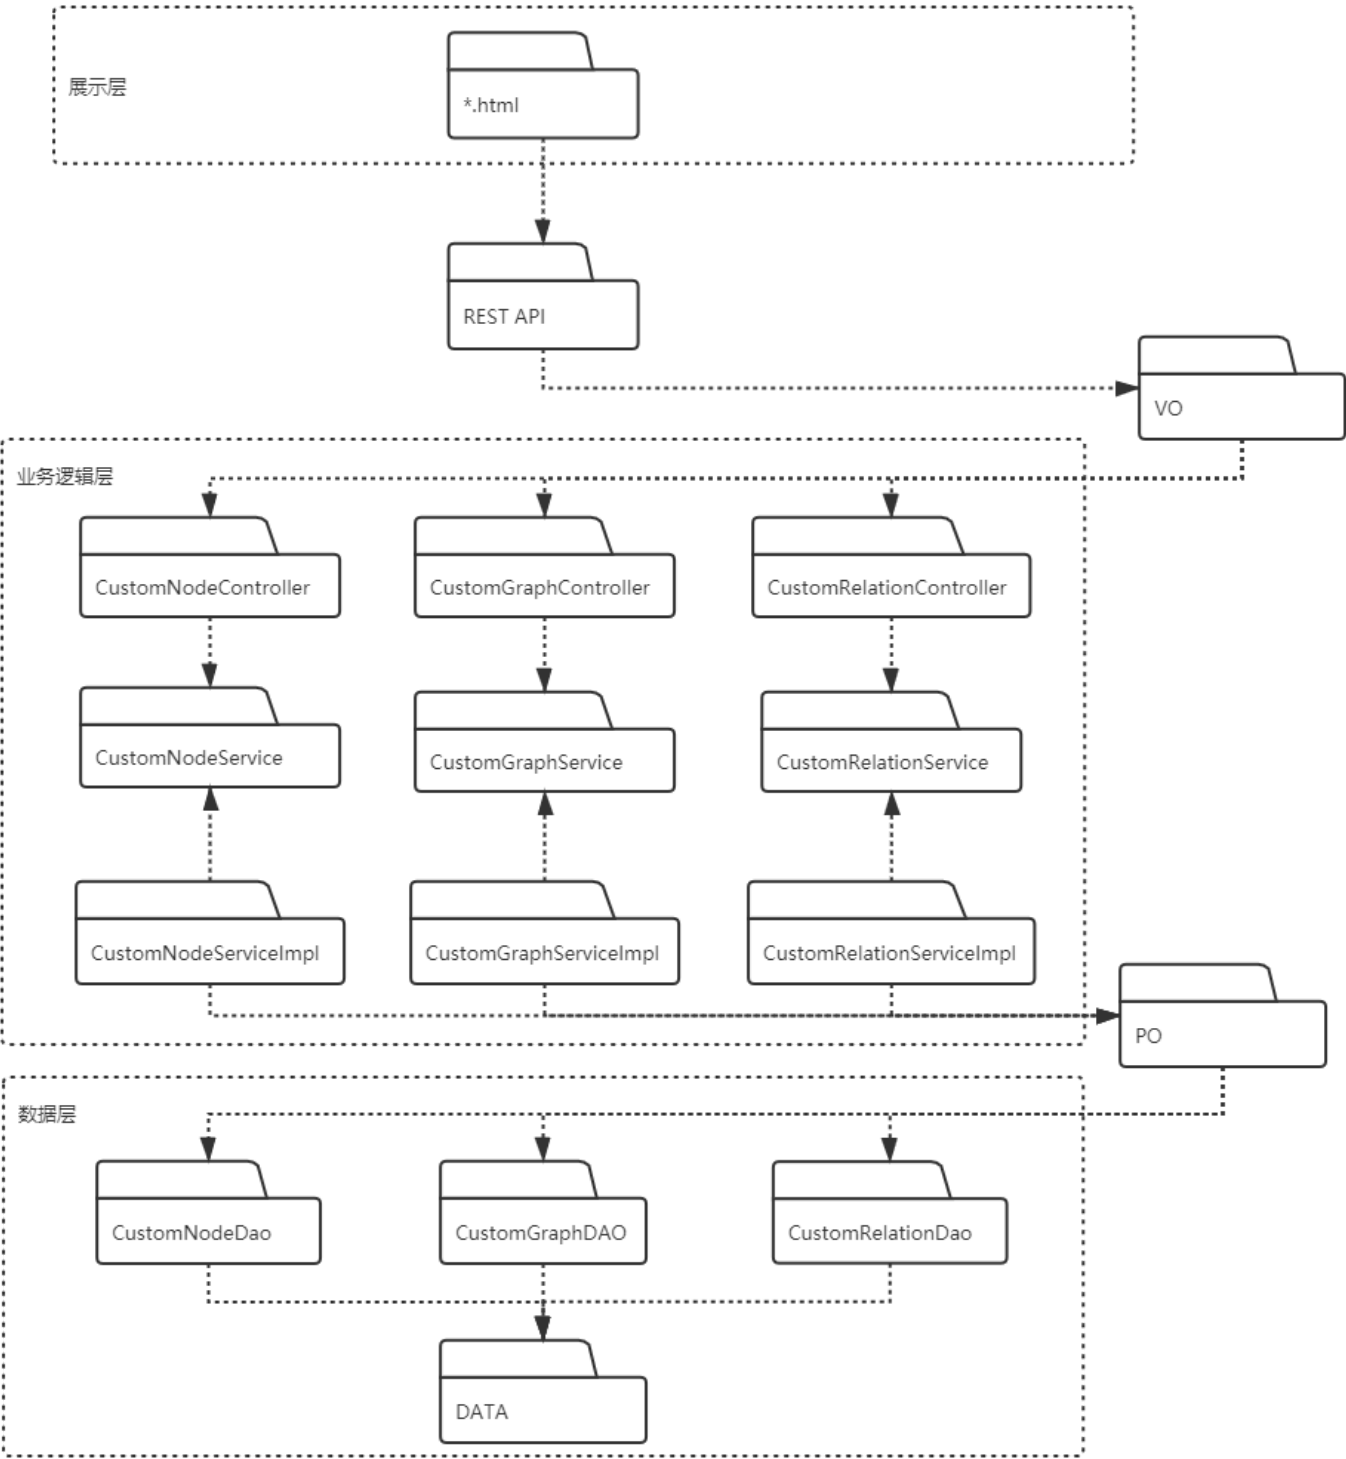 展示层
*.html
REST API
VO
业务逻辑层
CustomNodeController
CustomGraphController
CustomRelationController
CustomNodeService
CustomGraphService
CustomRelationService
CustomNodeServiceImpl
CustomGraphServiceImpl
CustomRelationServiceImpl
PO
数据层
CustomNodeDao
CustomGraphDAO
CustomRelationDao
DATA